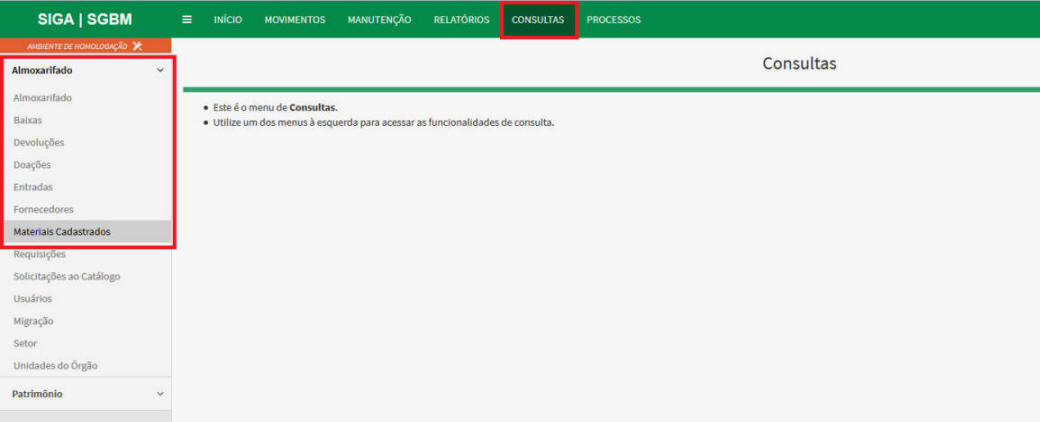 SIGA | SGBM
INÍCIO MOVIMENTOS MANUTENÇÃO RELATÓRIOS CONSULTAS PROCESSOS
AMBIENTE DE HOMOLOGAÇÃO
Almoxarifado
Almoxarifado
Baixas
Devoluções
Doações
Entradas
Fornecedores
Materiais Cadastrados
Requisições
Solicitações ao Catálogo
Usuários
Migração
Setor
Unidades do Órgão
Patrimônio
Consultas
Este é o menu de Consultas.
Utilize um dos menus à esquerda para acessar as funcionalidades de consulta.